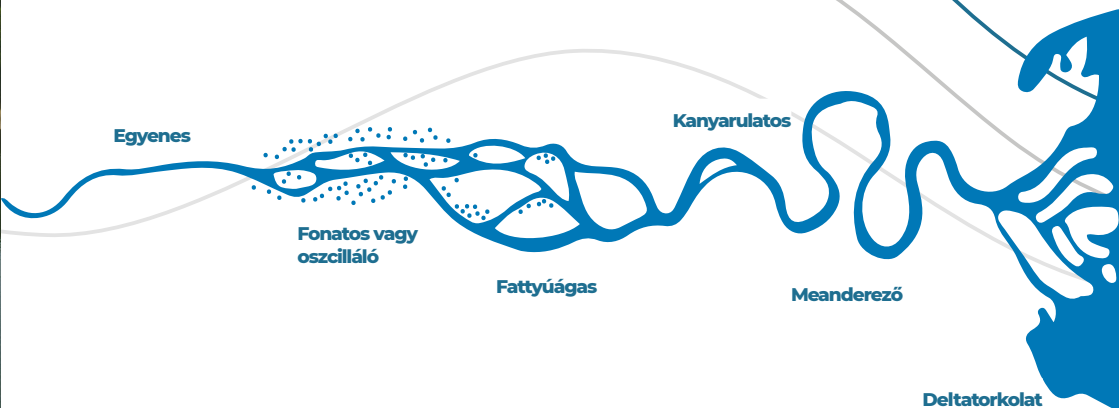 Egyenes
Fonatos vagy
oszcilláló
Fattyúágas
Kanyarulatos
Meanderező
Deltatorkolat